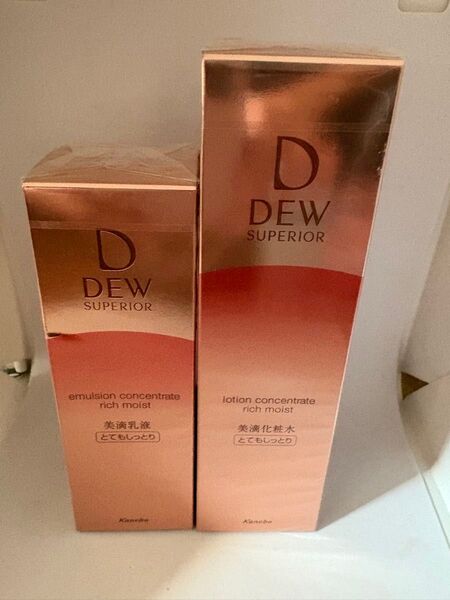 D
DEW
SUPERIOR
emulsion concentrate
rich moist
美滴乳液
とてもしっとり
Kanebo
D
DEW
SUPERIOR
lotion concentrate
rich moist
美滴化粧水
とてもしっとり
Kanebo